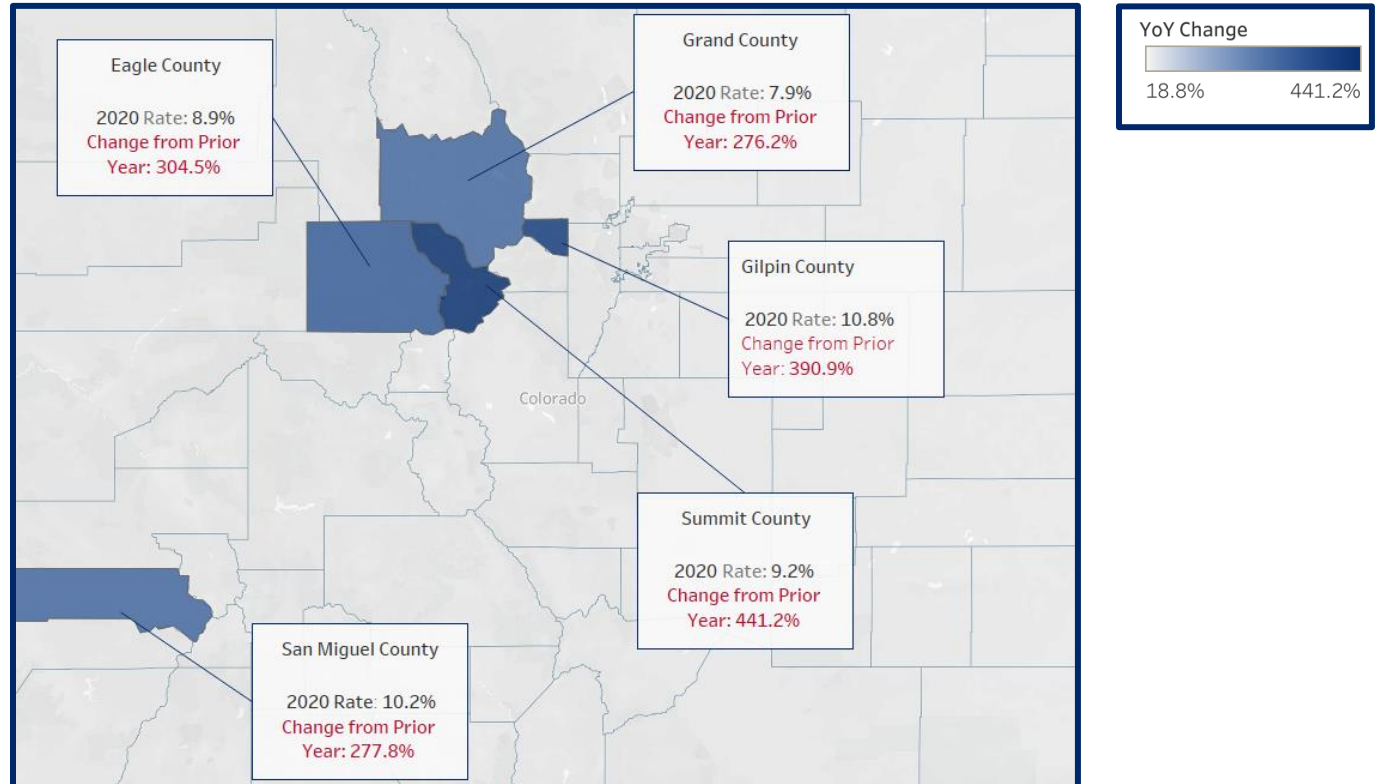 Eagle County
2020 Rate: 8.9%
Change from Prior
Year: 304.5%
Grand County
2020 Rate: 7.9%
Change from Prior
Year: 276.2%
Gilpin County
2020 Rate: 10.8%
Change from Prior
Year: 390.9%
Colorado
Summit County
2020 Rate: 9.2%
Change from Prior
Year: 441.2%
San Miguel County
2020 Rate: 10.2%
Change from Prior
Year: 277.8%
YoY Change
18.8% 441.2%